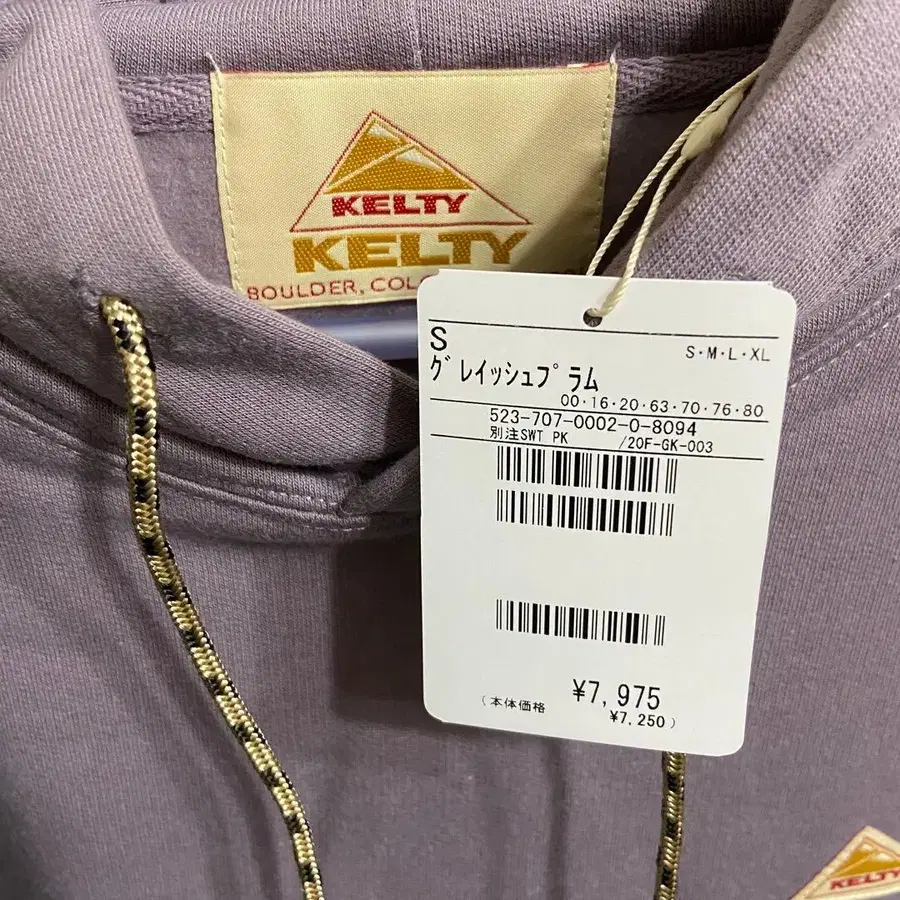 KELTY
KELTY
BOULDER, COLO
S
S・M・L・XL
ｸﾞﾚｲｯｼｭﾌﾟﾗﾑ
00・16・20・63・70・76・80
523-707-0002-0-8094
別注SWT PK /20F-GK-003
¥7,975
(本体価格 ¥7,250)
KELTY